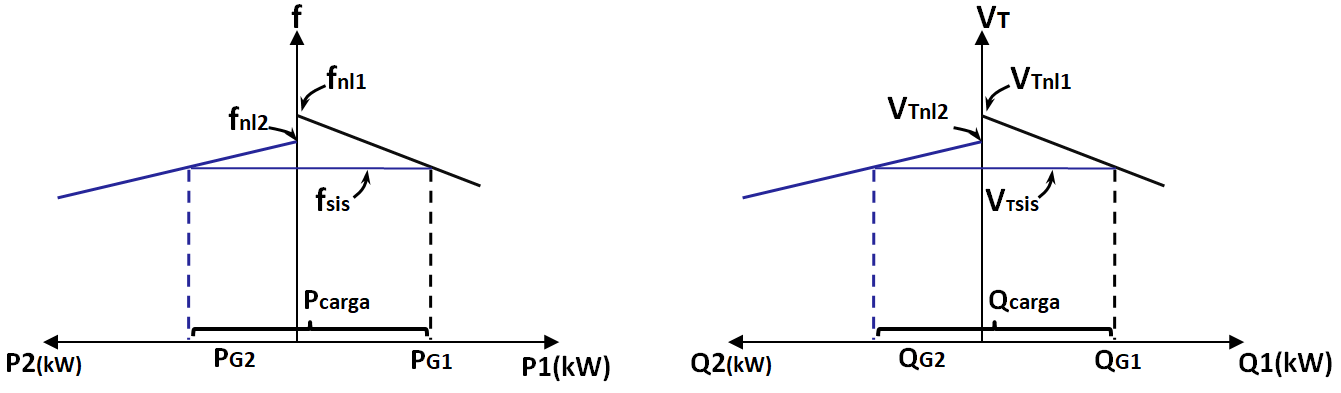 f
fnl1
fnl2
fsis
Pcarga
P2(kW)
PG2
PG1
P1(kW)
VT
VTnl1
VTnl2
VTsis
Qcarga
Q2(kW)
QG2
QG1
Q1(kW)